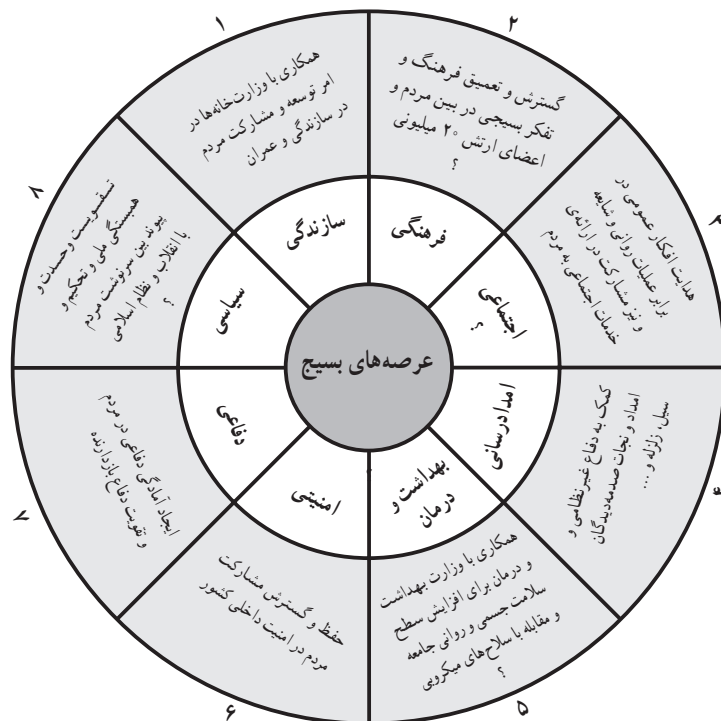 عرصه‌های بسیج
۱
سازندگی
همکاری با وزارت‌خانه‌ها در
امر توسعه و مشارکت مردم
در سازندگی و عمران
۲
فرهنگی
گسترش و تعمیق فرهنگ و
تفکر بسیجی در بین مردم و
اعضای ارتش ۲۰ میلیونی
؟
۳
اجتماعی
؟
هدایت افکار عمومی در
برابر عملیات روانی و شایعه
و نیز مشارکت در ارائه‌ی
خدمات اجتماعی به مردم
۴
امدادرسانی
کمک به دفاع غیرنظامی و
امداد و نجات صدمه‌دیدگان
سیل، زلزله و ....
۵
بهداشت و
درمان
همکاری با وزارت بهداشت
و درمان برای افزایش سطح
سلامت جسمی و روانی جامعه
و مقابله با سلاح‌های میکروبی
؟
۶
امنیتی
حفظ و گسترش مشارکت
مردم در امنیت داخلی کشور
۷
دفاعی
ایجاد آمادگی دفاعی در مردم
و تقویت دفاع بازدارنده
۸
سیاسی
تقویت وحدت و
همبستگی ملی و تحکیم و
پیوند بین سرنوشت مردم
با انقلاب و نظام اسلامی
؟